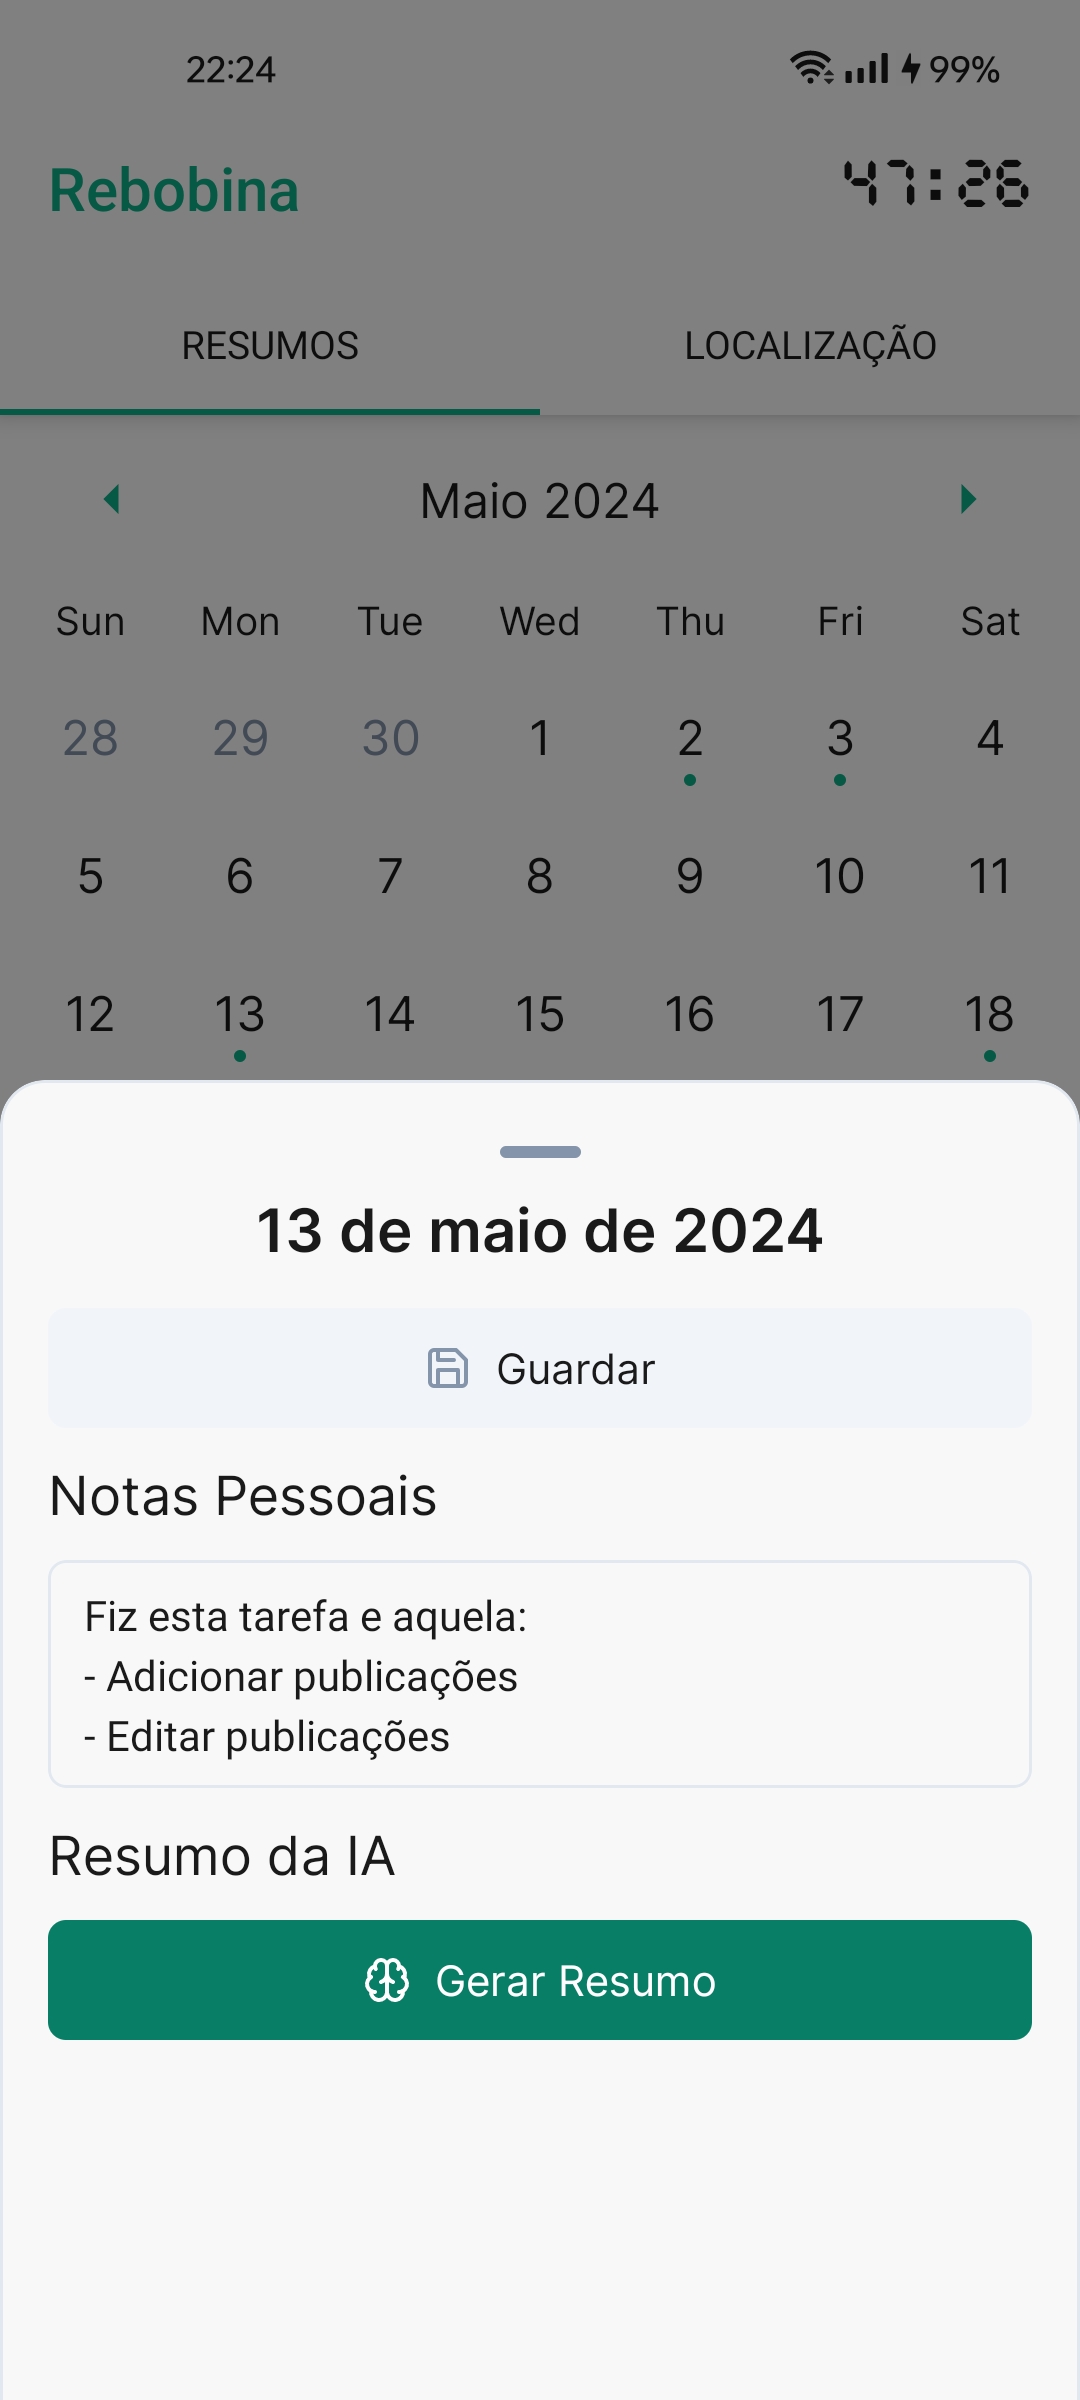 22:24 99%
Rebobina 47:26
RESUMOS LOCALIZAÇÃO
Maio 2024
Sun Mon Tue Wed Thu Fri Sat
28 29 30 1 2 3 4
5 6 7 8 9 10 11
12 13 14 15 16 17 18
13 de maio de 2024
Guardar
Notas Pessoais
Fiz esta tarefa e aquela:
- Adicionar publicações
- Editar publicações
Resumo da IA
Gerar Resumo